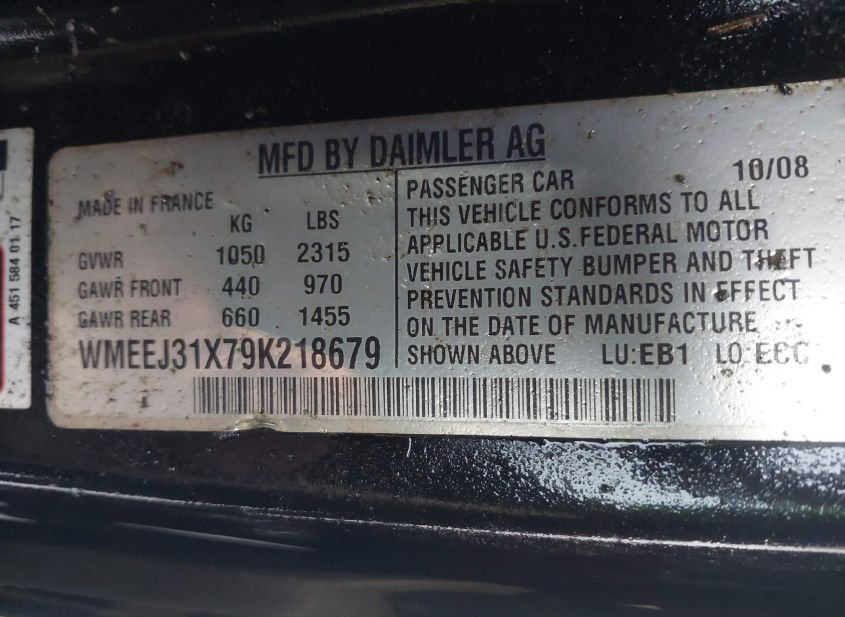 MFD BY DAIMLER AG
MADE IN FRANCE
KG LBS
GVWR 1050 2315
GAWR FRONT 440 970
GAWR REAR 660 1455
WMEEJ31X79K218679
PASSENGER CAR 10/08
THIS VEHICLE CONFORMS TO ALL
APPLICABLE U.S.FEDERAL MOTOR
VEHICLE SAFETY BUMPER AND THEFT
PREVENTION STANDARDS IN EFFECT
ON THE DATE OF MANUFACTURE
SHOWN ABOVE LU:EB1 LO:ECC
A 451 584 01 17